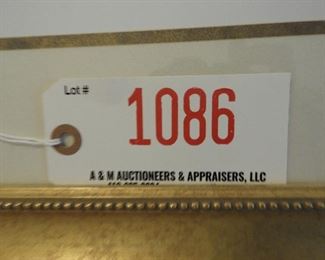 Lot #
1086
A & M AUCTIONEERS & APPRAISERS, LLC